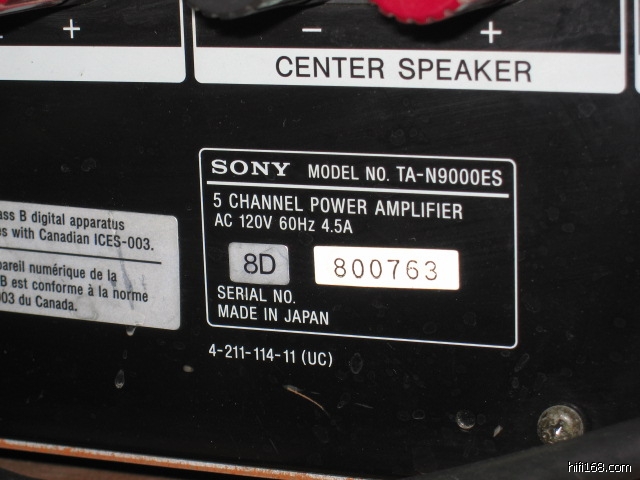 + − +
CENTER SPEAKER
SONY MODEL NO. TA-N9000ES
5 CHANNEL POWER AMPLIFIER
AC 120V 60Hz 4.5A
8D 800763
SERIAL NO.
MADE IN JAPAN
4-211-114-11 (UC)
B digital apparatus
with Canadian ICES-003.
numérique de la
B est conforme à la norme
du Canada.
hifi168.com